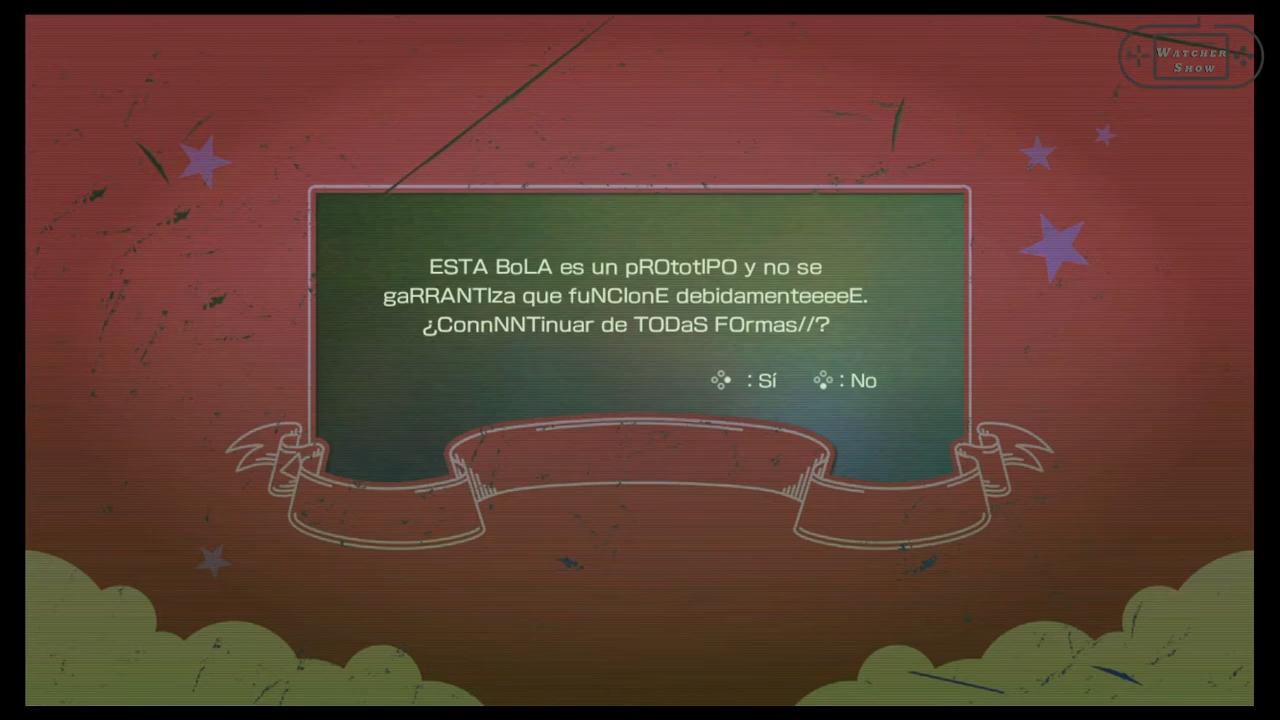 WATCHER
SHOW
ESTA BoLA es un pROtotIPO y no se
gaRRANTIza que fuNCIonE debidamenteeeeE.
¿ConnNNTinuar de TODaS FOrmas//?
: Sí : No